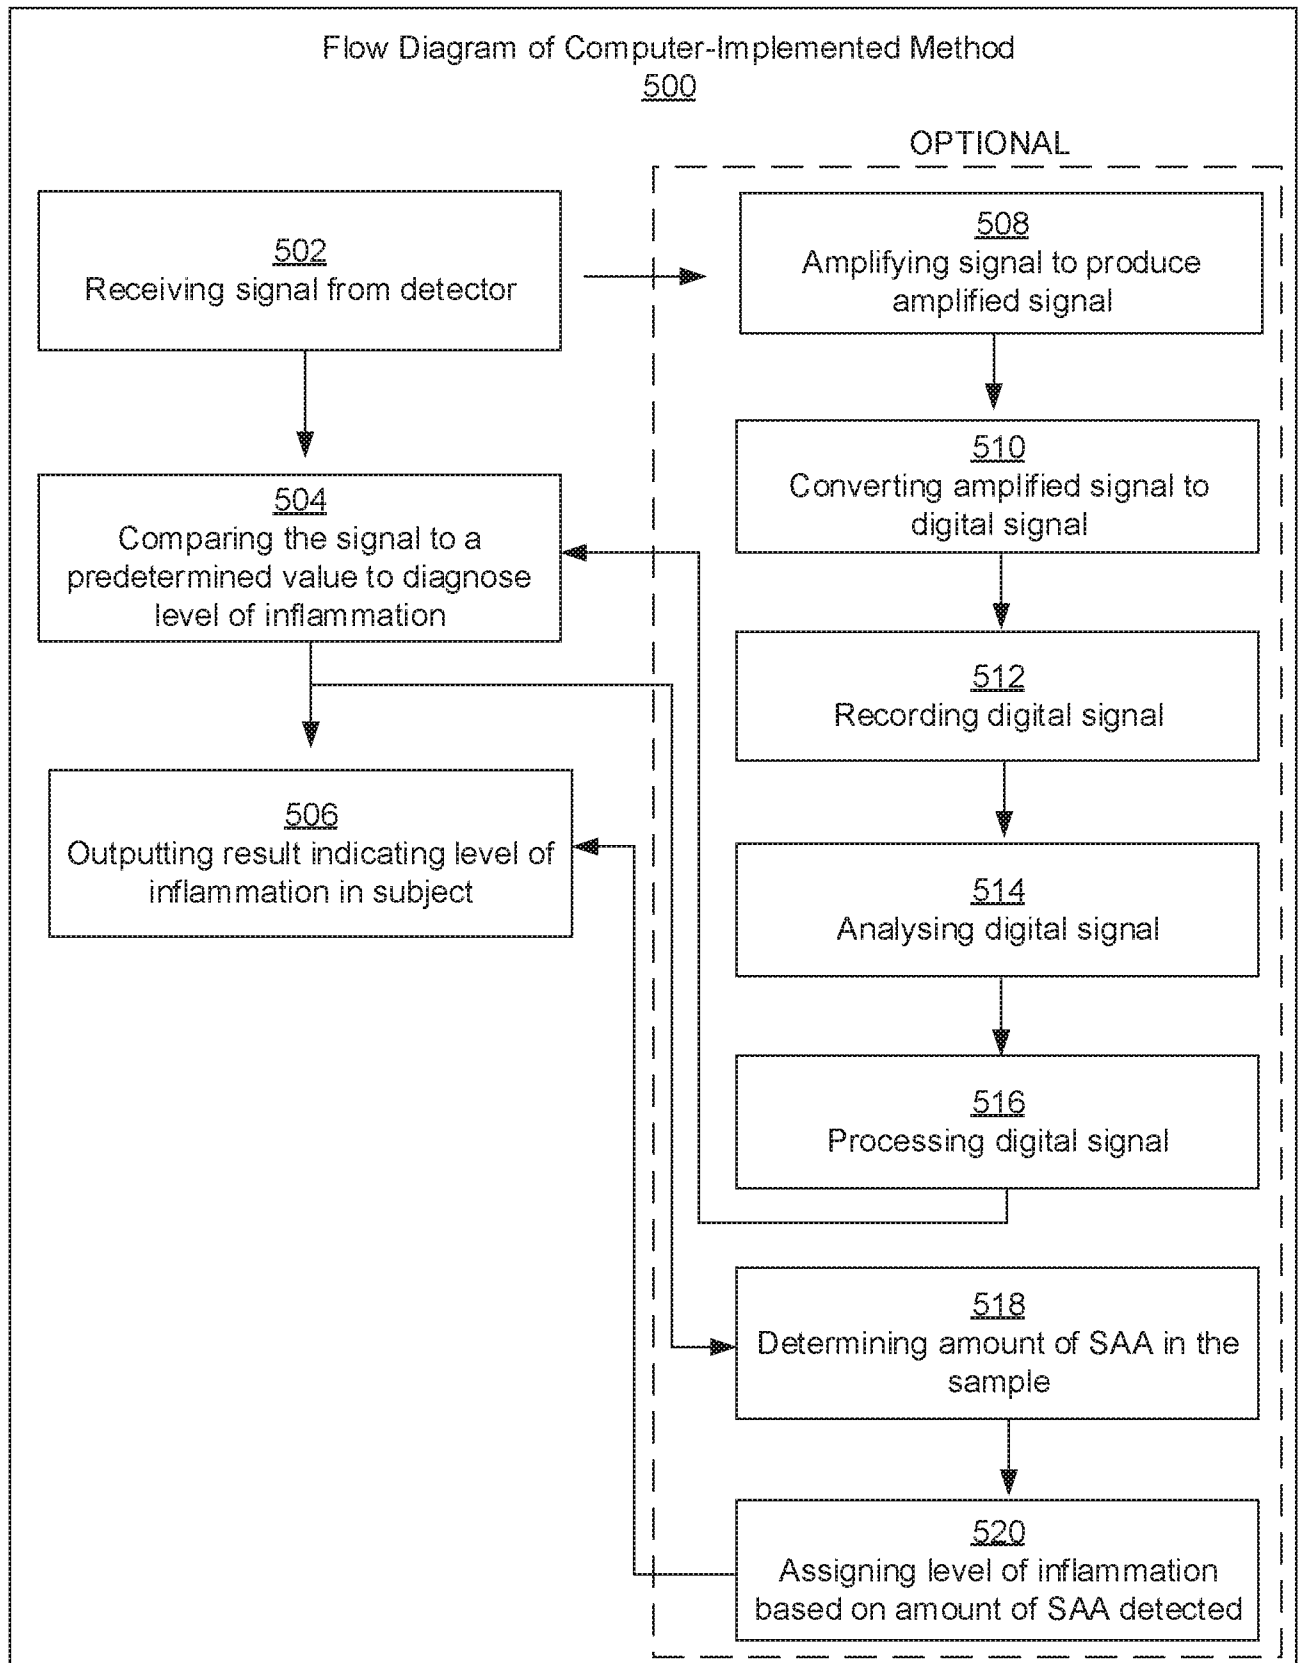 Flow Diagram of Computer-Implemented Method
500
OPTIONAL
502
Receiving signal from detector
504
Comparing the signal to a
predetermined value to diagnose
level of inflammation
506
Outputting result indicating level of
inflammation in subject
508
Amplifying signal to produce
amplified signal
510
Converting amplified signal to
digital signal
512
Recording digital signal
514
Analysing digital signal
516
Processing digital signal
518
Determining amount of SAA in the
sample
520
Assigning level of inflammation
based on amount of SAA detected